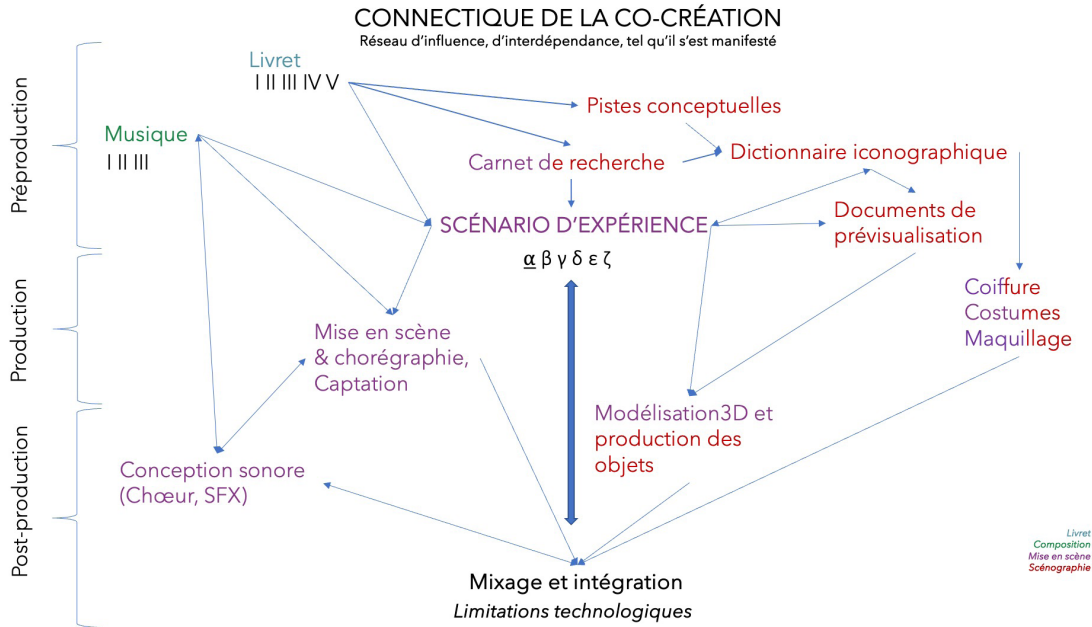 CONNECTIQUE DE LA CO-CRÉATION
Réseau d'influence, d'interdépendance, tel qu'il s'est manifesté
Préproduction
Livret
I II III IV V
Musique
I II III
Pistes conceptuelles
Carnet de recherche
Dictionnaire iconographique
SCÉNARIO D'EXPÉRIENCE
α β γ δ ε ζ
Documents de
prévisualisation
Production
Coiffure
Costumes
Maquillage
Mise en scène
& chorégraphie,
Captation
Post-production
Modélisation3D et
production des
objets
Conception sonore
(Chœur, SFX)
Mixage et intégration
Limitations technologiques
Livret
Composition
Mise en scène
Scénographie